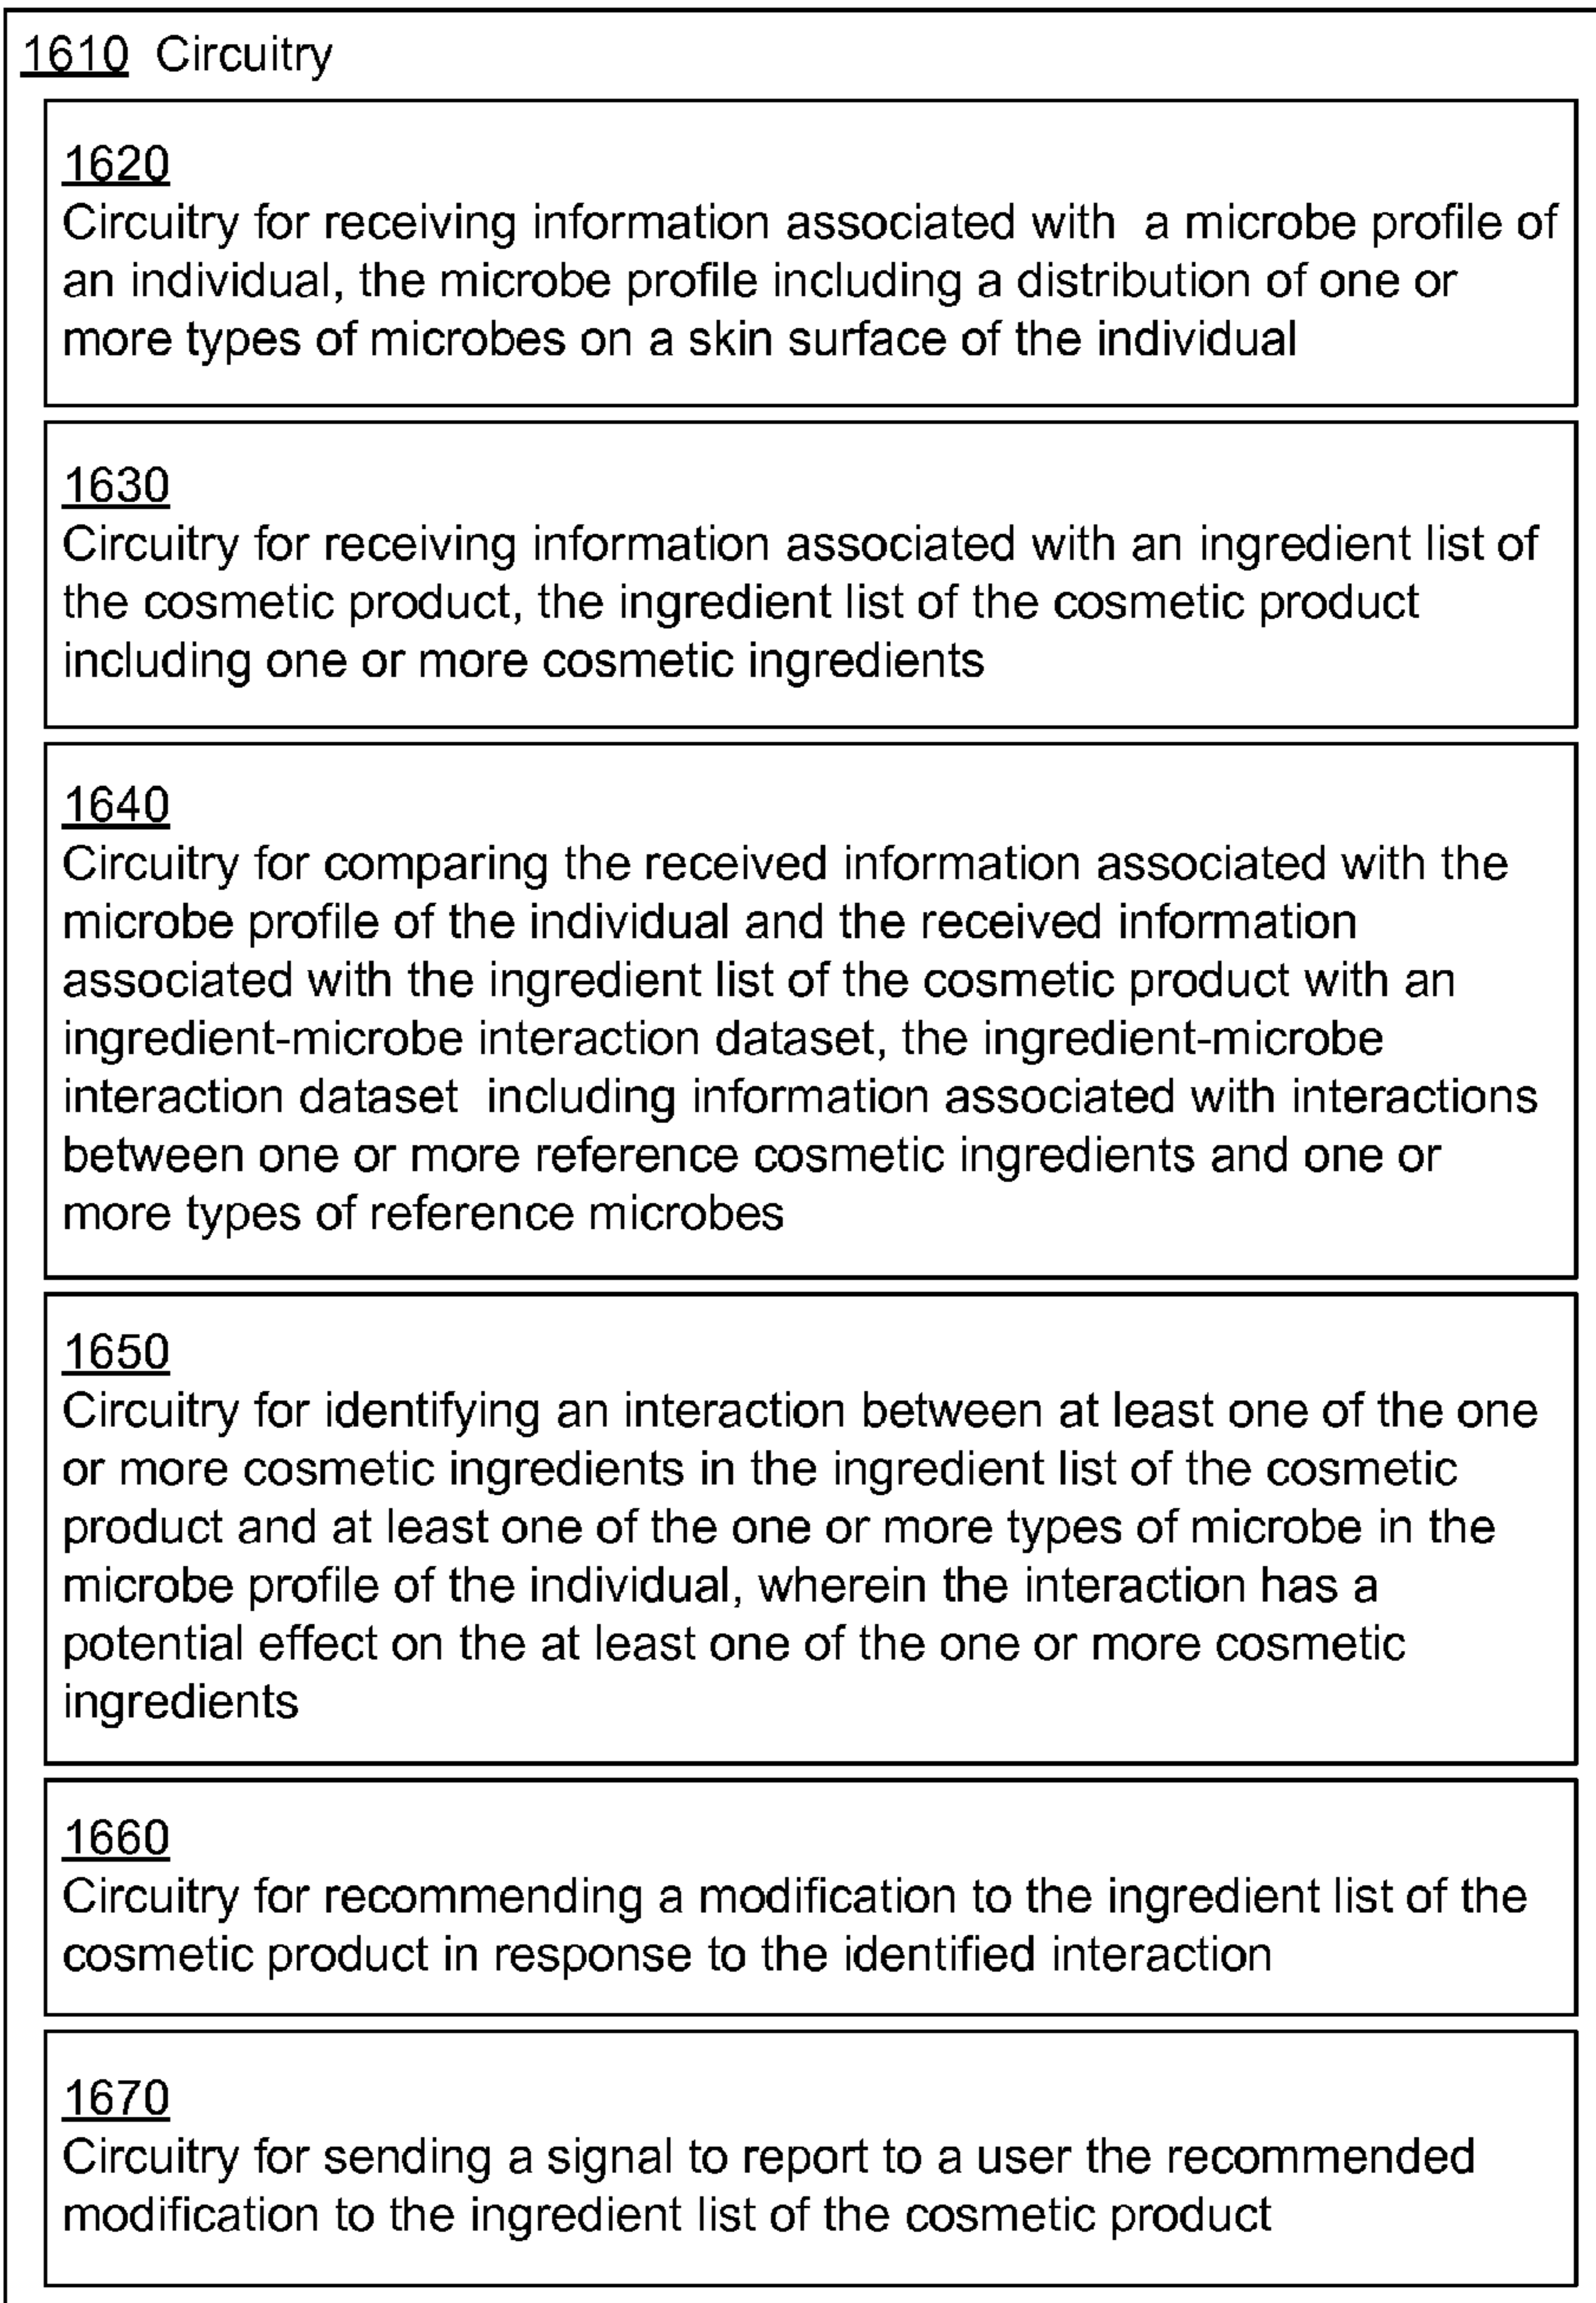 1610 Circuitry
1620
Circuitry for receiving information associated with a microbe profile of
an individual, the microbe profile including a distribution of one or
more types of microbes on a skin surface of the individual
1630
Circuitry for receiving information associated with an ingredient list of
the cosmetic product, the ingredient list of the cosmetic product
including one or more cosmetic ingredients
1640
Circuitry for comparing the received information associated with the
microbe profile of the individual and the received information
associated with the ingredient list of the cosmetic product with an
ingredient-microbe interaction dataset, the ingredient-microbe
interaction dataset including information associated with interactions
between one or more reference cosmetic ingredients and one or
more types of reference microbes
1650
Circuitry for identifying an interaction between at least one of the one
or more cosmetic ingredients in the ingredient list of the cosmetic
product and at least one of the one or more types of microbe in the
microbe profile of the individual, wherein the interaction has a
potential effect on the at least one of the one or more cosmetic
ingredients
1660
Circuitry for recommending a modification to the ingredient list of the
cosmetic product in response to the identified interaction
1670
Circuitry for sending a signal to report to a user the recommended
modification to the ingredient list of the cosmetic product